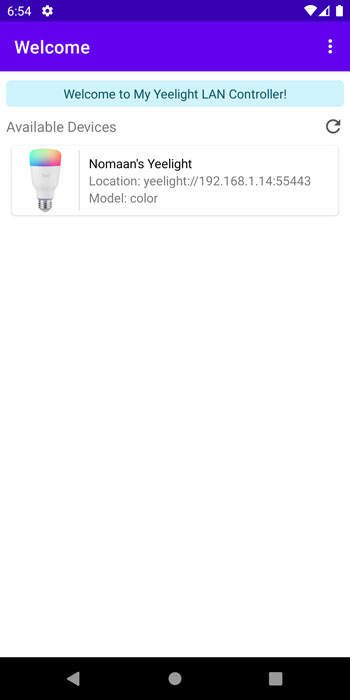 6:54
Welcome
Welcome to My Yeelight LAN Controller!
Available Devices
Nomaan's Yeelight
Location: yeelight://192.168.1.14:55443
Model: color